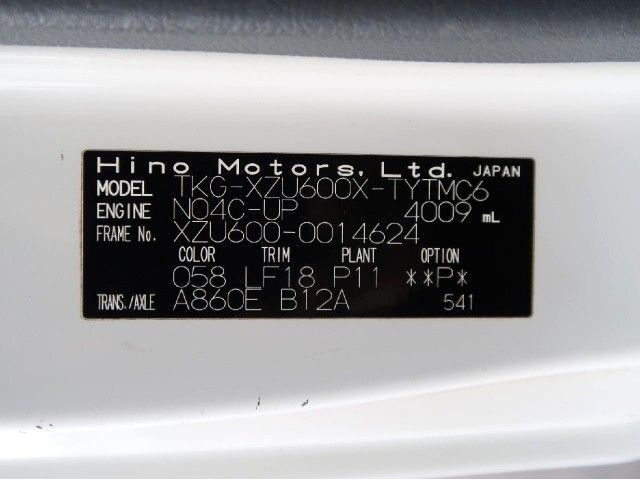 Hino Motors, Ltd. JAPAN
MODEL TKG-XZU600X-TYTMC6
ENGINE N04C-UP 4009 mL
FRAME No. XZU600-0014624
COLOR TRIM PLANT OPTION
058 LF18 P11 **P*
TRANS./AXLE A860E B12A 541